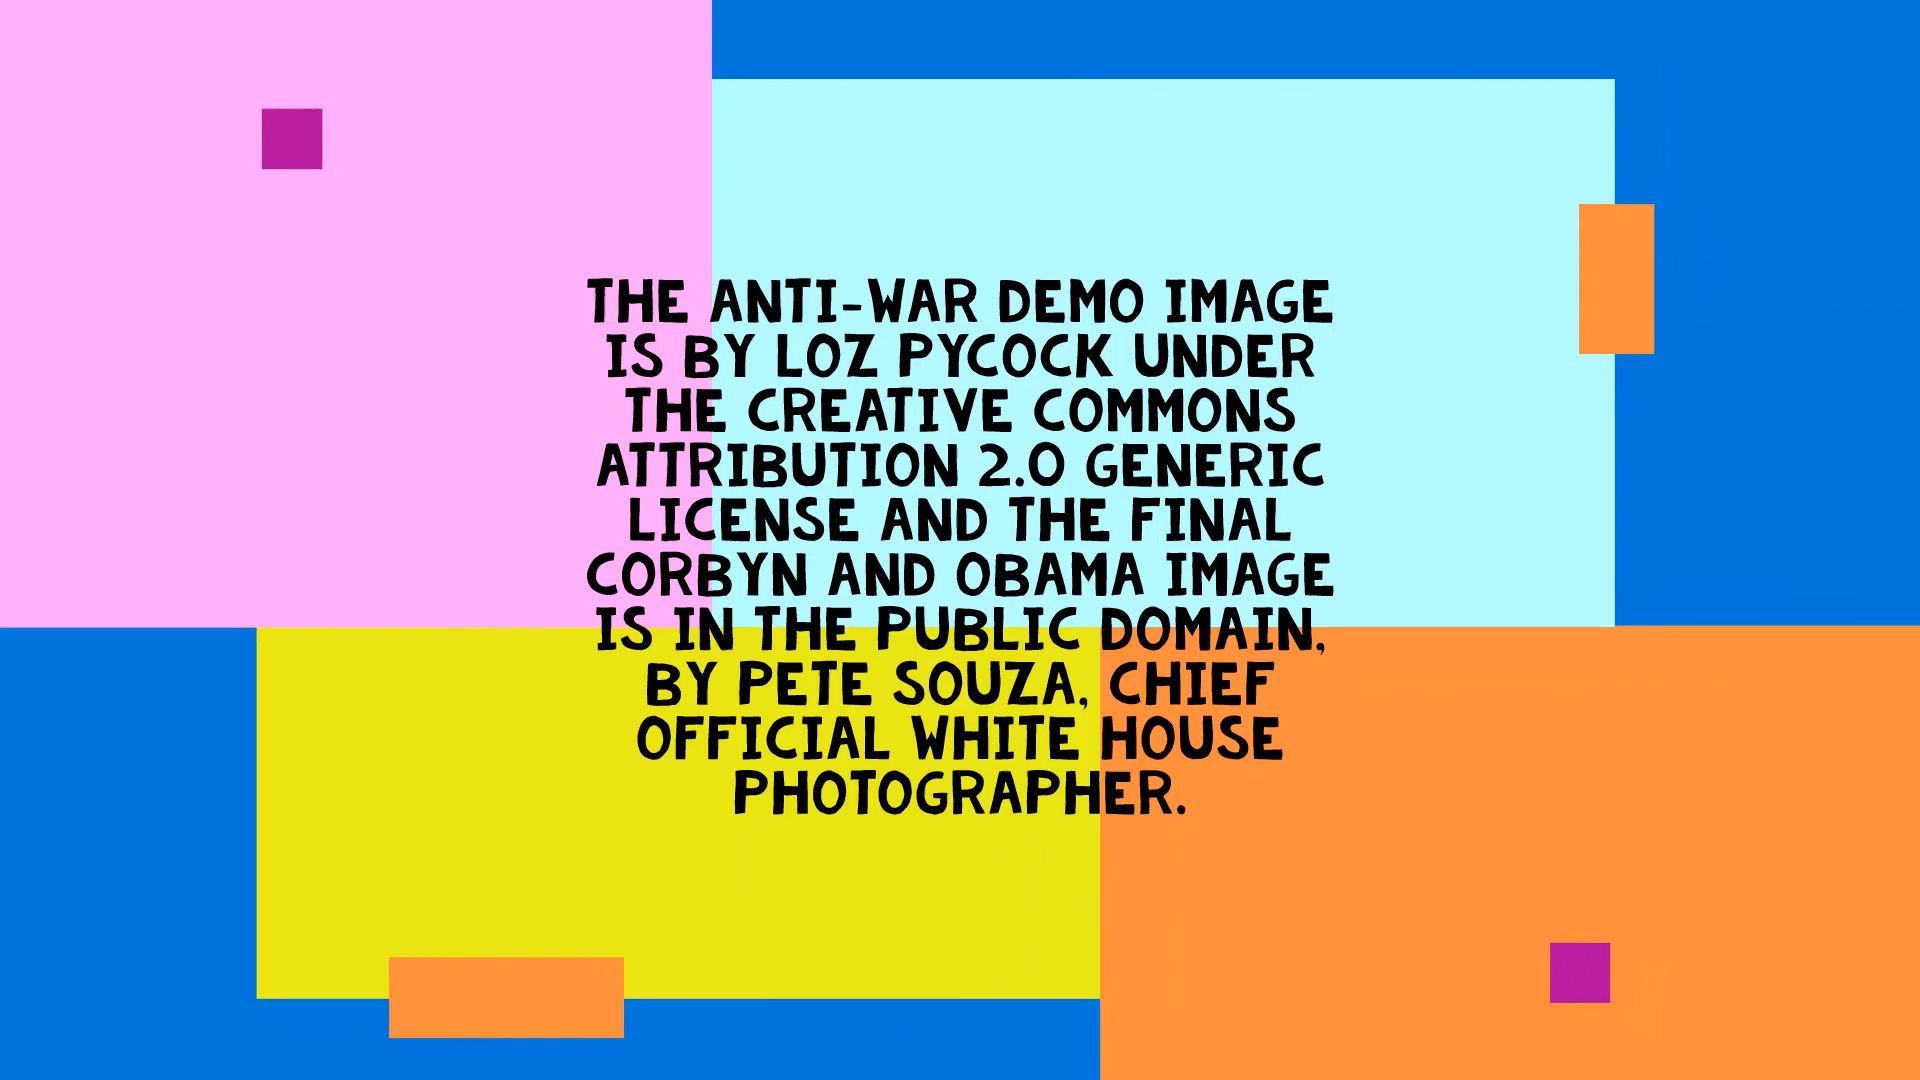 THE ANTI-WAR DEMO IMAGE
IS BY LOZ PYCOCK UNDER
THE CREATIVE COMMONS
ATTRIBUTION 2.0 GENERIC
LICENSE AND THE FINAL
CORBYN AND OBAMA IMAGE
IS IN THE PUBLIC DOMAIN,
BY PETE SOUZA, CHIEF
OFFICIAL WHITE HOUSE
PHOTOGRAPHER.